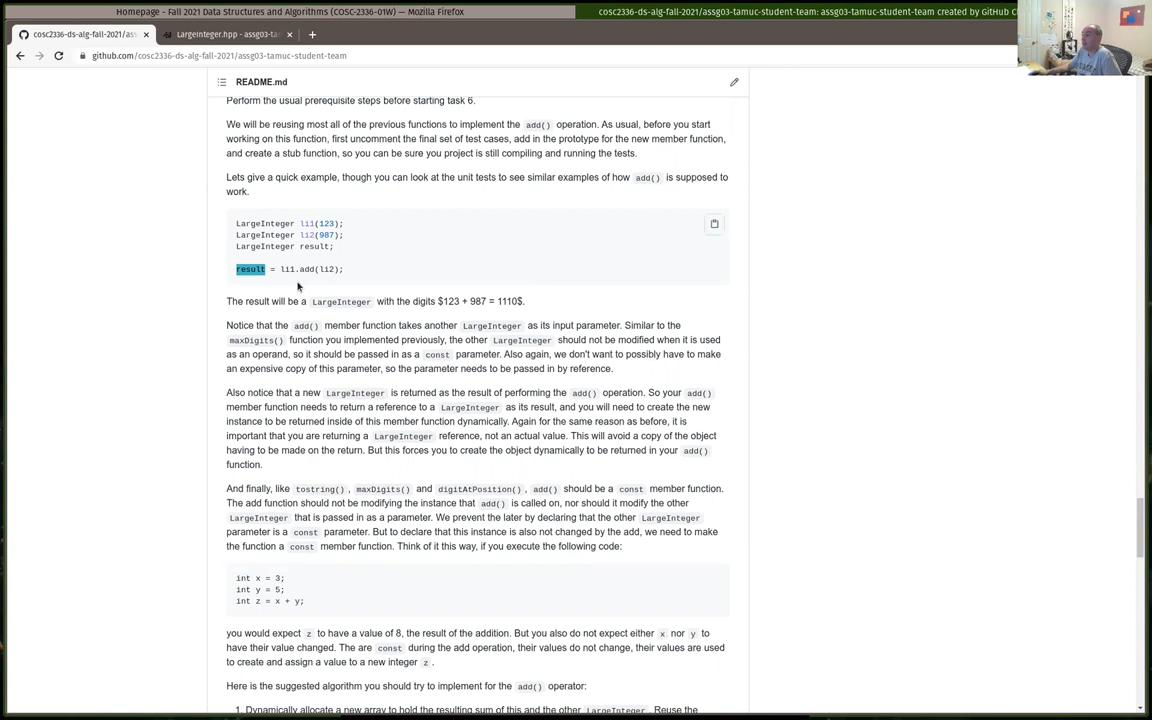 Homepage - Fall 2021 Data Structures and Algorithms (COSC-2336-01W) — Mozilla Firefox
cosc2336-ds-alg-fall-2021/assg03-tamuc-student-team: assg03-tamuc-student-team created by GitHub Cl
cosc2336-ds-alg-fall-2021/ass
LargeInteger.hpp - assg03-ta
github.com/cosc2336-ds-alg-fall-2021/assg03-tamuc-student-team
README.md
Perform the usual prerequisite steps before starting task 6.
We will be reusing most all of the previous functions to implement the add() operation. As usual, before you start
working on this function, first uncomment the final set of test cases, add in the prototype for the new member function,
and create a stub function, so you can be sure you project is still compiling and running the tests.
Lets give a quick example, though you can look at the unit tests to see similar examples of how add() is supposed to
work.
LargeInteger li1(123);
LargeInteger li2(987);
LargeInteger result;
result = li1.add(li2);
The result will be a LargeInteger with the digits $123 + 987 = 1110$.
Notice that the add() member function takes another LargeInteger as its input parameter. Similar to the
maxDigits() function you implemented previously, the other LargeInteger should not be modified when it is used
as an operand, so it should be passed in as a const parameter. Also again, we don't want to possibly have to make
an expensive copy of this parameter, so the parameter needs to be passed in by reference.
Also notice that a new LargeInteger is returned as the result of performing the add() operation. So your add()
member function needs to return a reference to a LargeInteger as its result, and you will need to create the new
instance to be returned inside of this member function dynamically. Again for the same reason as before, it is
important that you are returning a LargeInteger reference, not an actual value. This will avoid a copy of the object
having to be made on the return. But this forces you to create the object dynamically to be returned in your add()
function.
And finally, like tostring(), maxDigits() and digitAtPosition(), add() should be a const member function.
The add function should not be modifying the instance that add() is called on, nor should it modify the other
LargeInteger that is passed in as a parameter. We prevent the later by declaring that the other LargeInteger
parameter is a const parameter. But to declare that this instance is also not changed by the add, we need to make
the function a const member function. Think of it this way, if you execute the following code:
int x = 3;
int y = 5;
int z = x + y;
you would expect z to have a value of 8, the result of the addition. But you also do not expect either x nor y to
have their value changed. The are const during the add operation, their values do not change, their values are used
to create and assign a value to a new integer z.
Here is the suggested algorithm you should try to implement for the add() operator:
1. Dynamically allocate a new array to hold the resulting sum of this and the other LargeInteger. Reuse the